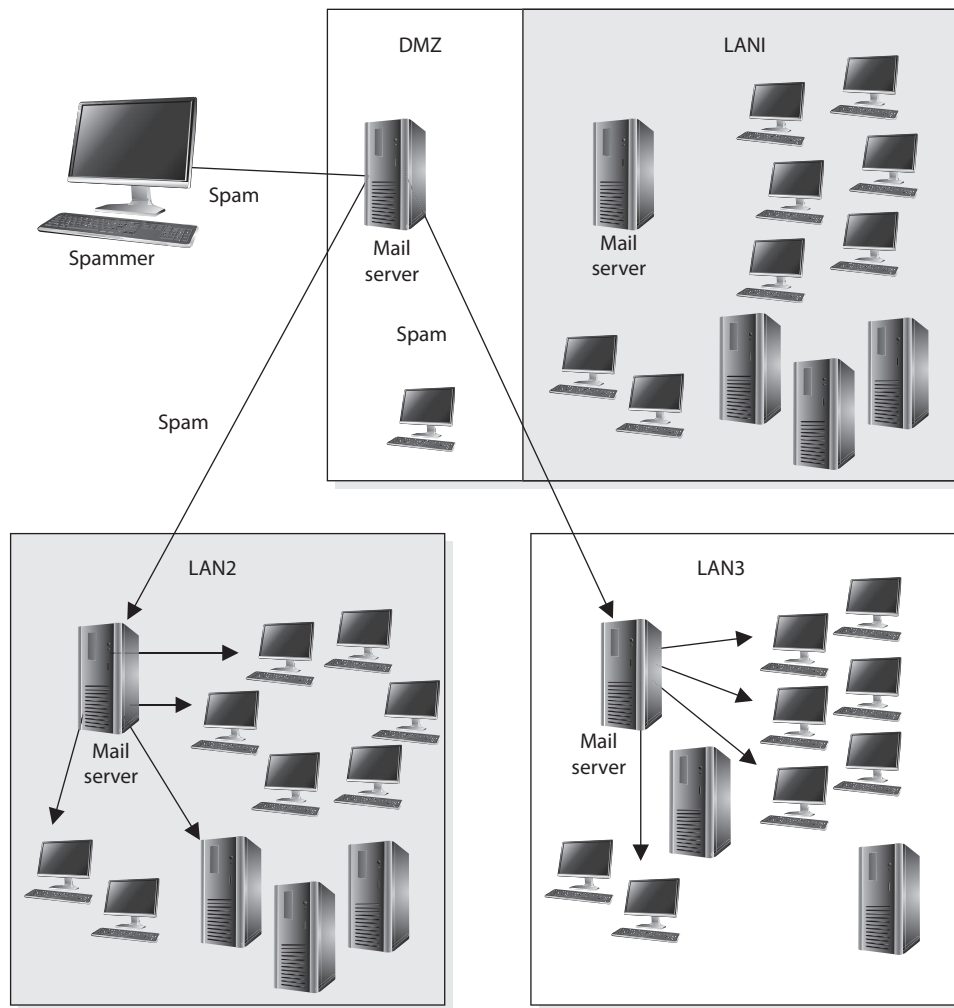 DMZ
LANI
Spam
Spammer
Mail
server
Mail
server
Spam
Spam
LAN2
LAN3
Mail
server
Mail
server